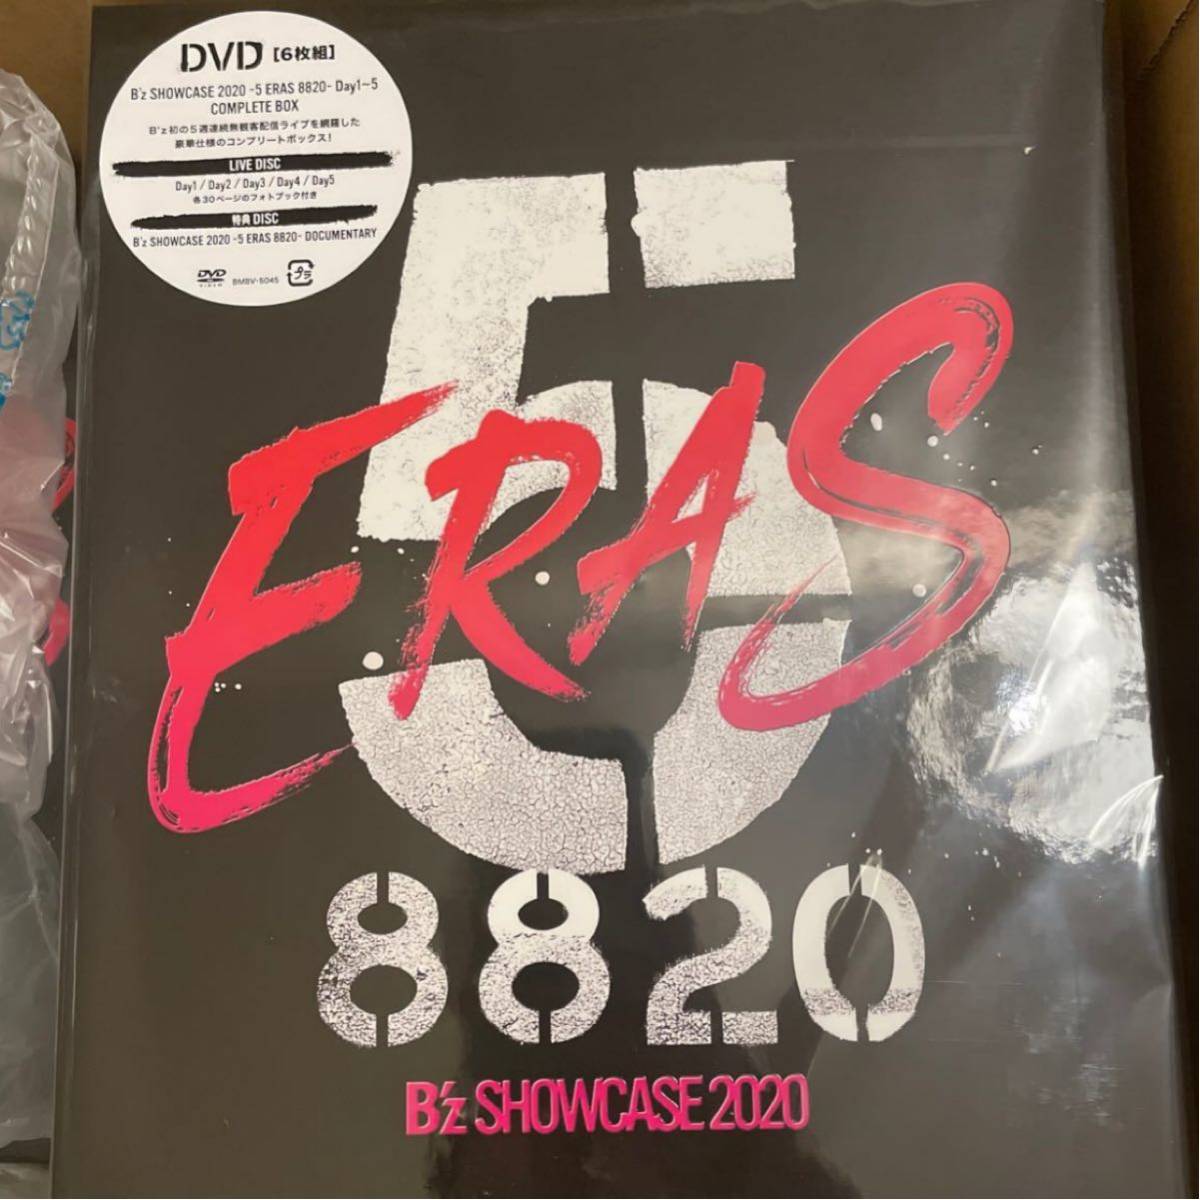 DVD [6枚組]
B'z SHOWCASE 2020 -5 ERAS 8820- Day1~5
COMPLETE BOX
B'z初の5週連続無観客配信ライブを網羅した
豪華仕様のコンプリートボックス!
LIVE DISC
Day1 / Day2 / Day3 / Day4 / Day5
各30ページのフォトブック付き
特典 DISC
B'z SHOWCASE 2020 -5 ERAS 8820- DOCUMENTARY
DVD
VIDEO
BMBV-5045
プラ
5
ERAS
8820
B'z SHOWCASE 2020